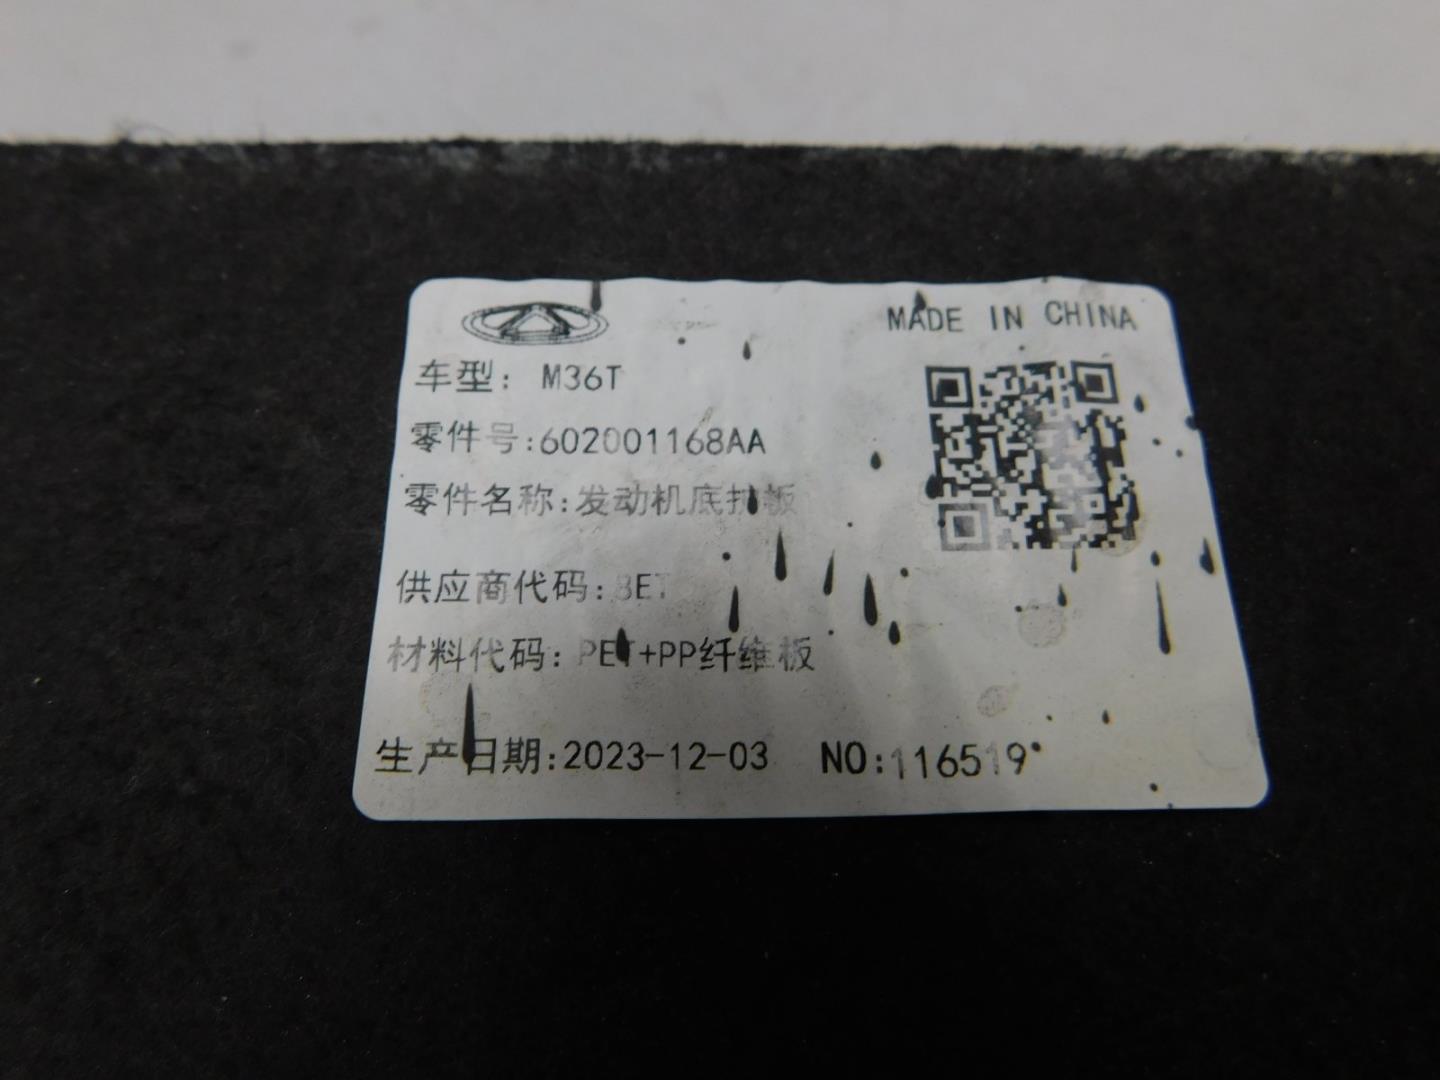 MADE IN CHINA
车型: M36T
零件号:602001168AA
零件名称:发动机底护板
供应商代码:8ET
材料代码: PET+PP纤维板
生产日期:2023-12-03 NO:116519